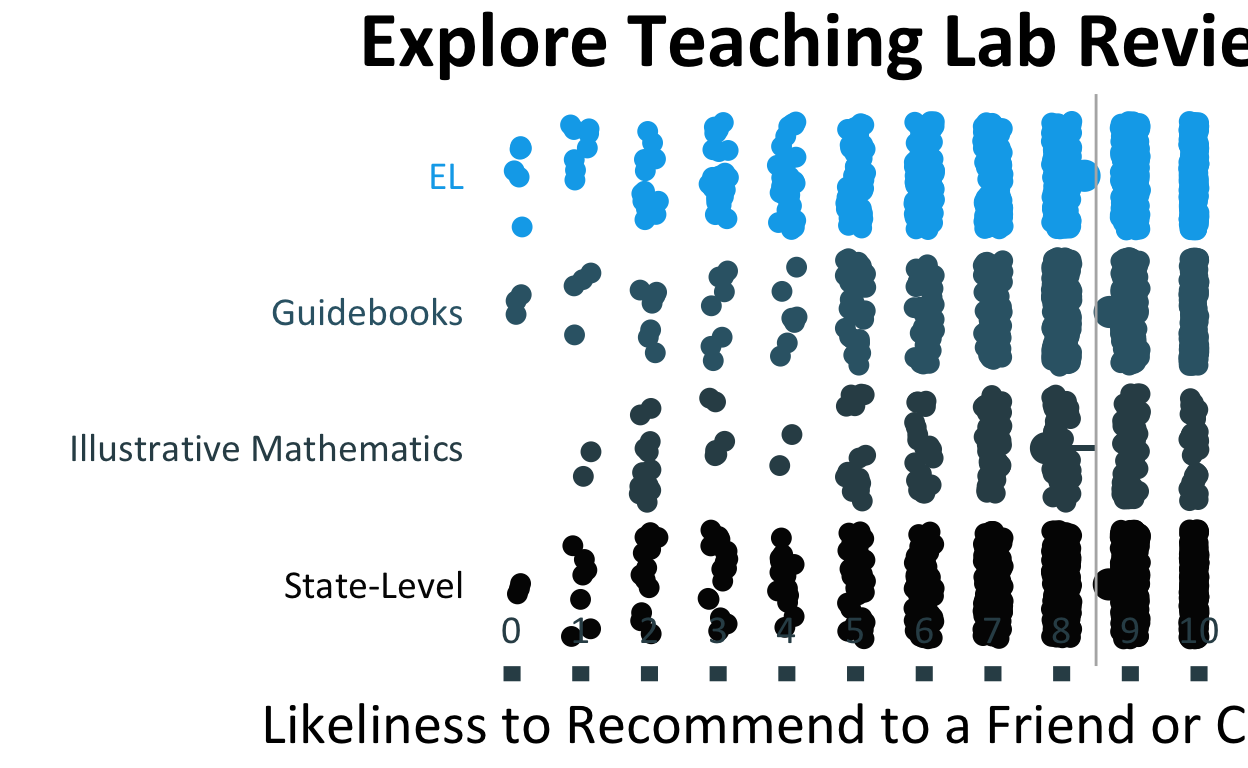 Explore Teaching Lab Revie
EL
Guidebooks
Illustrative Mathematics
State-Level
0 1 2 3 4 5 6 7 8 9 10
Likeliness to Recommend to a Friend or C